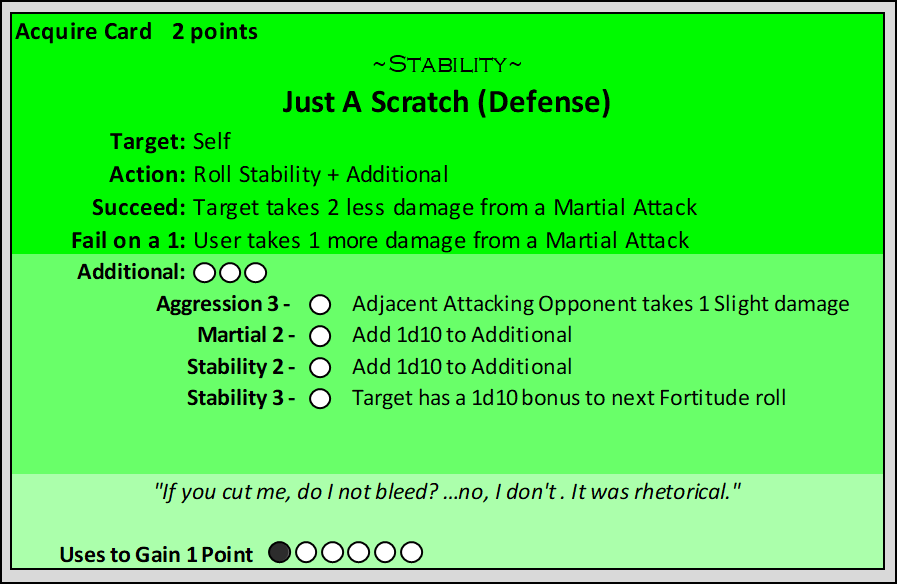 Acquire Card 2 points
~STABILITY~
Just A Scratch (Defense)
Target: Self
Action: Roll Stability + Additional
Succeed: Target takes 2 less damage from a Martial Attack
Fail on a 1: User takes 1 more damage from a Martial Attack
Additional:
Aggression 3 - Adjacent Attacking Opponent takes 1 Slight damage
Martial 2 - Add 1d10 to Additional
Stability 2 - Add 1d10 to Additional
Stability 3 - Target has a 1d10 bonus to next Fortitude roll
"If you cut me, do I not bleed? ...no, I don't . It was rhetorical."
Uses to Gain 1 Point